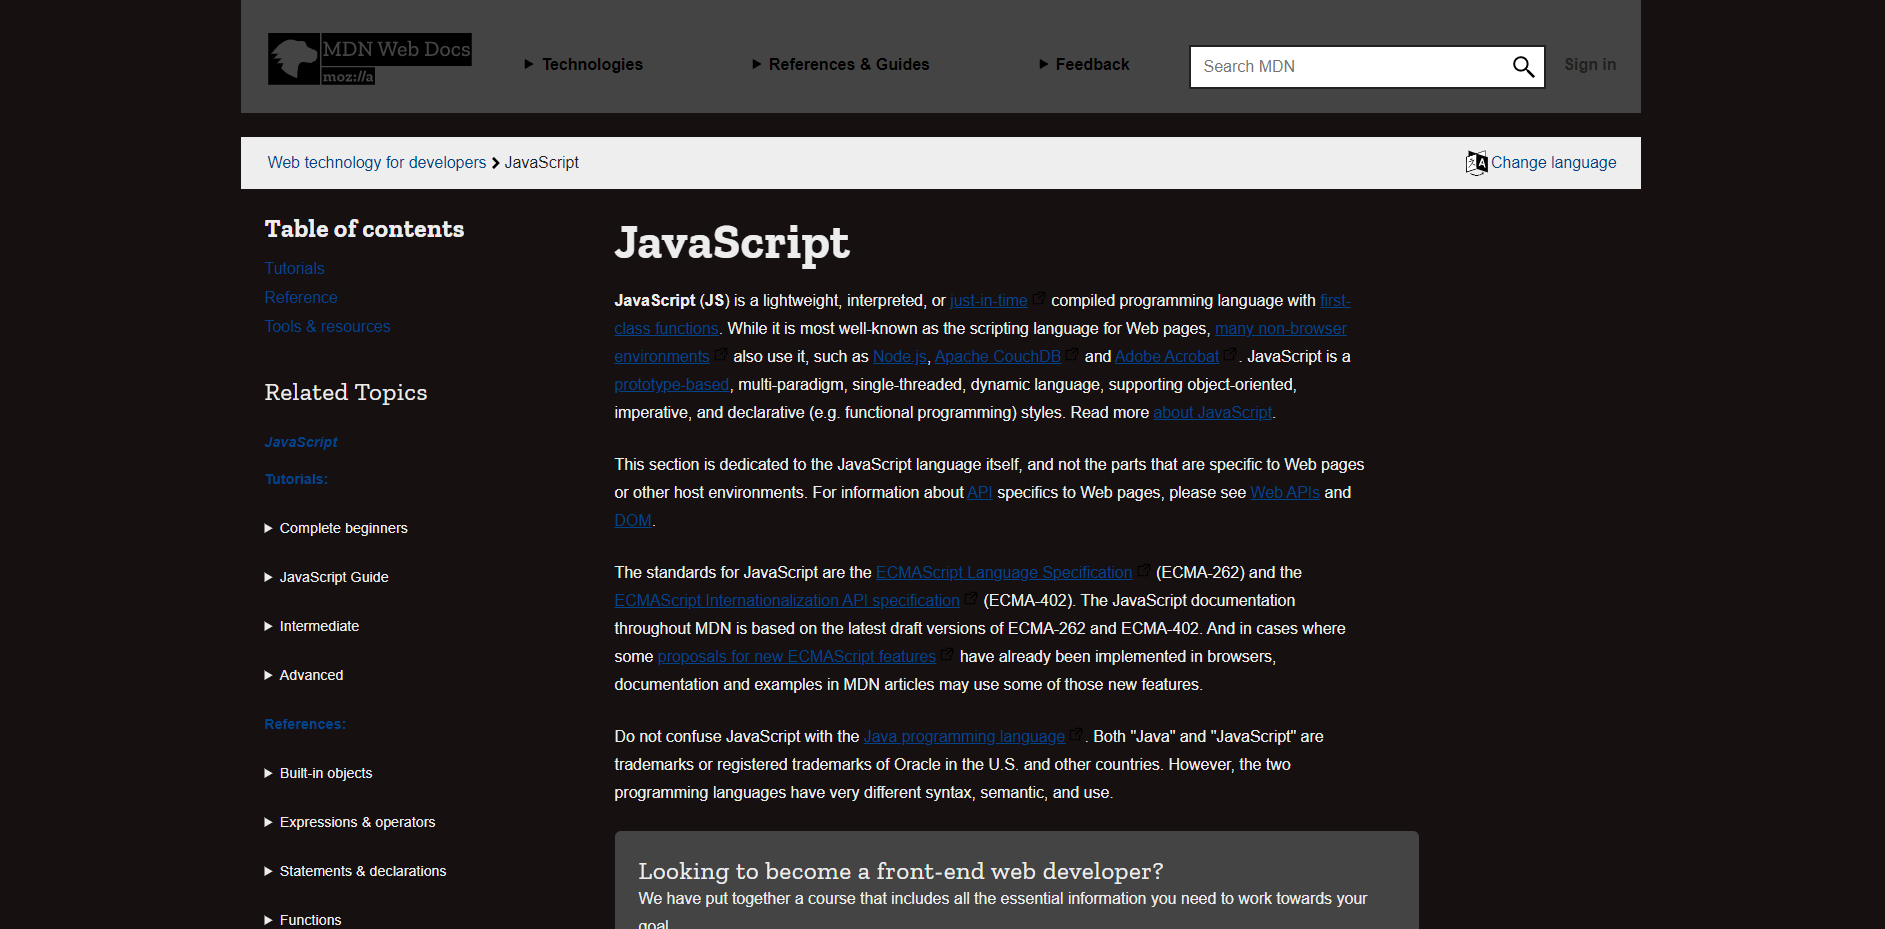 MDN Web Docs
moz://a
Technologies
References & Guides
Feedback
Search MDN
Sign in
Web technology for developers
JavaScript
Change language
Table of contents
Tutorials
Reference
Tools & resources
Related Topics
JavaScript
Tutorials:
Complete beginners
JavaScript Guide
Intermediate
Advanced
References:
Built-in objects
Expressions & operators
Statements & declarations
Functions
JavaScript
JavaScript (JS) is a lightweight, interpreted, or just-in-time compiled programming language with first-
class functions. While it is most well-known as the scripting language for Web pages, many non-browser
environments also use it, such as Node.js, Apache CouchDB and Adobe Acrobat. JavaScript is a
prototype-based, multi-paradigm, single-threaded, dynamic language, supporting object-oriented,
imperative, and declarative (e.g. functional programming) styles. Read more about JavaScript.
This section is dedicated to the JavaScript language itself, and not the parts that are specific to Web pages
or other host environments. For information about API specifics to Web pages, please see Web APIs and
DOM.
The standards for JavaScript are the ECMAScript Language Specification (ECMA-262) and the
ECMAScript Internationalization API specification (ECMA-402). The JavaScript documentation
throughout MDN is based on the latest draft versions of ECMA-262 and ECMA-402. And in cases where
some proposals for new ECMAScript features have already been implemented in browsers,
documentation and examples in MDN articles may use some of those new features.
Do not confuse JavaScript with the Java programming language. Both "Java" and "JavaScript" are
trademarks or registered trademarks of Oracle in the U.S. and other countries. However, the two
programming languages have very different syntax, semantic, and use.
Looking to become a front-end web developer?
We have put together a course that includes all the essential information you need to work towards your
goal